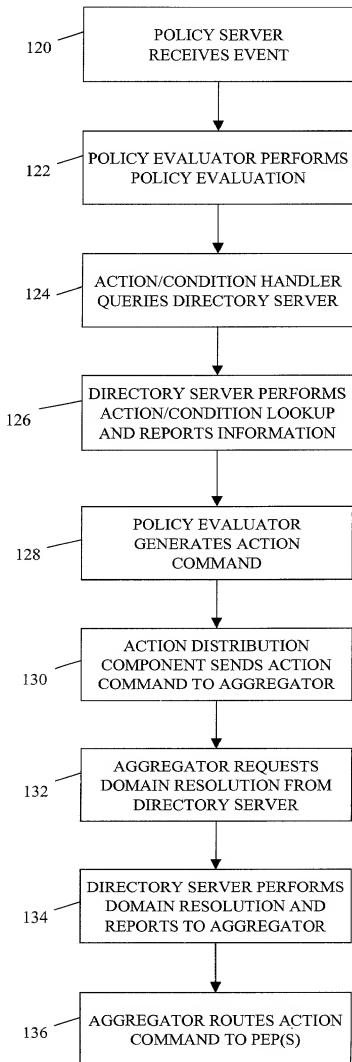 120
POLICY SERVER
RECEIVES EVENT
122
POLICY EVALUATOR PERFORMS
POLICY EVALUATION
124
ACTION/CONDITION HANDLER
QUERIES DIRECTORY SERVER
126
DIRECTORY SERVER PERFORMS
ACTION/CONDITION LOOKUP
AND REPORTS INFORMATION
128
POLICY EVALUATOR
GENERATES ACTION
COMMAND
130
ACTION DISTRIBUTION
COMPONENT SENDS ACTION
COMMAND TO AGGREGATOR
132
AGGREGATOR REQUESTS
DOMAIN RESOLUTION FROM
DIRECTORY SERVER
134
DIRECTORY SERVER PERFORMS
DOMAIN RESOLUTION AND
REPORTS TO AGGREGATOR
136
AGGREGATOR ROUTES ACTION
COMMAND TO PEP(S)